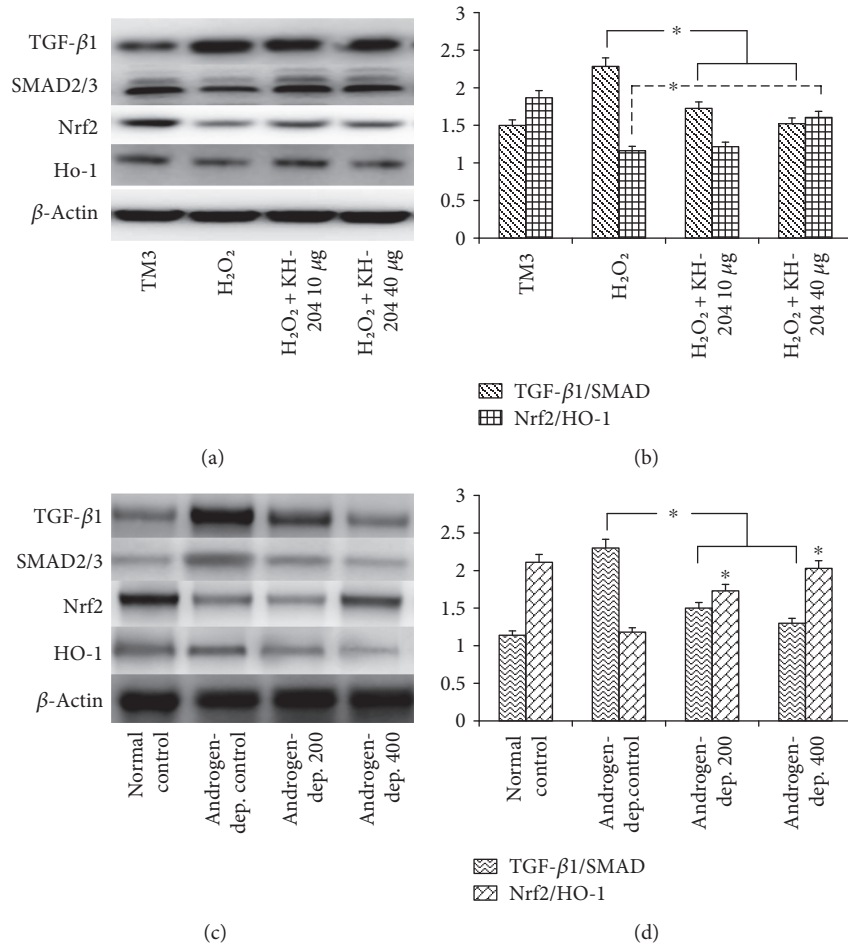 TGF-β1
SMAD2/3
Nrf2
Ho-1
β-Actin
TM3
H₂O₂
H₂O₂ + KH-
204 10 μg
H₂O₂ + KH-
204 40 μg
(a)
3
2.5
2
1.5
1
0.5
0
*
*
TM3
H₂O₂
H₂O₂ + KH-
204 10 μg
H₂O₂ + KH-
204 40 μg
TGF-β1/SMAD
Nrf2/HO-1
(b)
TGF-β1
SMAD2/3
Nrf2
HO-1
β-Actin
Normal
control
Androgen-
dep. control
Androgen-
dep. 200
Androgen-
dep. 400
(c)
3
2.5
2
1.5
1
0.5
0
*
*
*
Normal
control
Androgen-
dep.control
Androgen-
dep. 200
Androgen-
dep. 400
TGF-β1/SMAD
Nrf2/HO-1
(d)